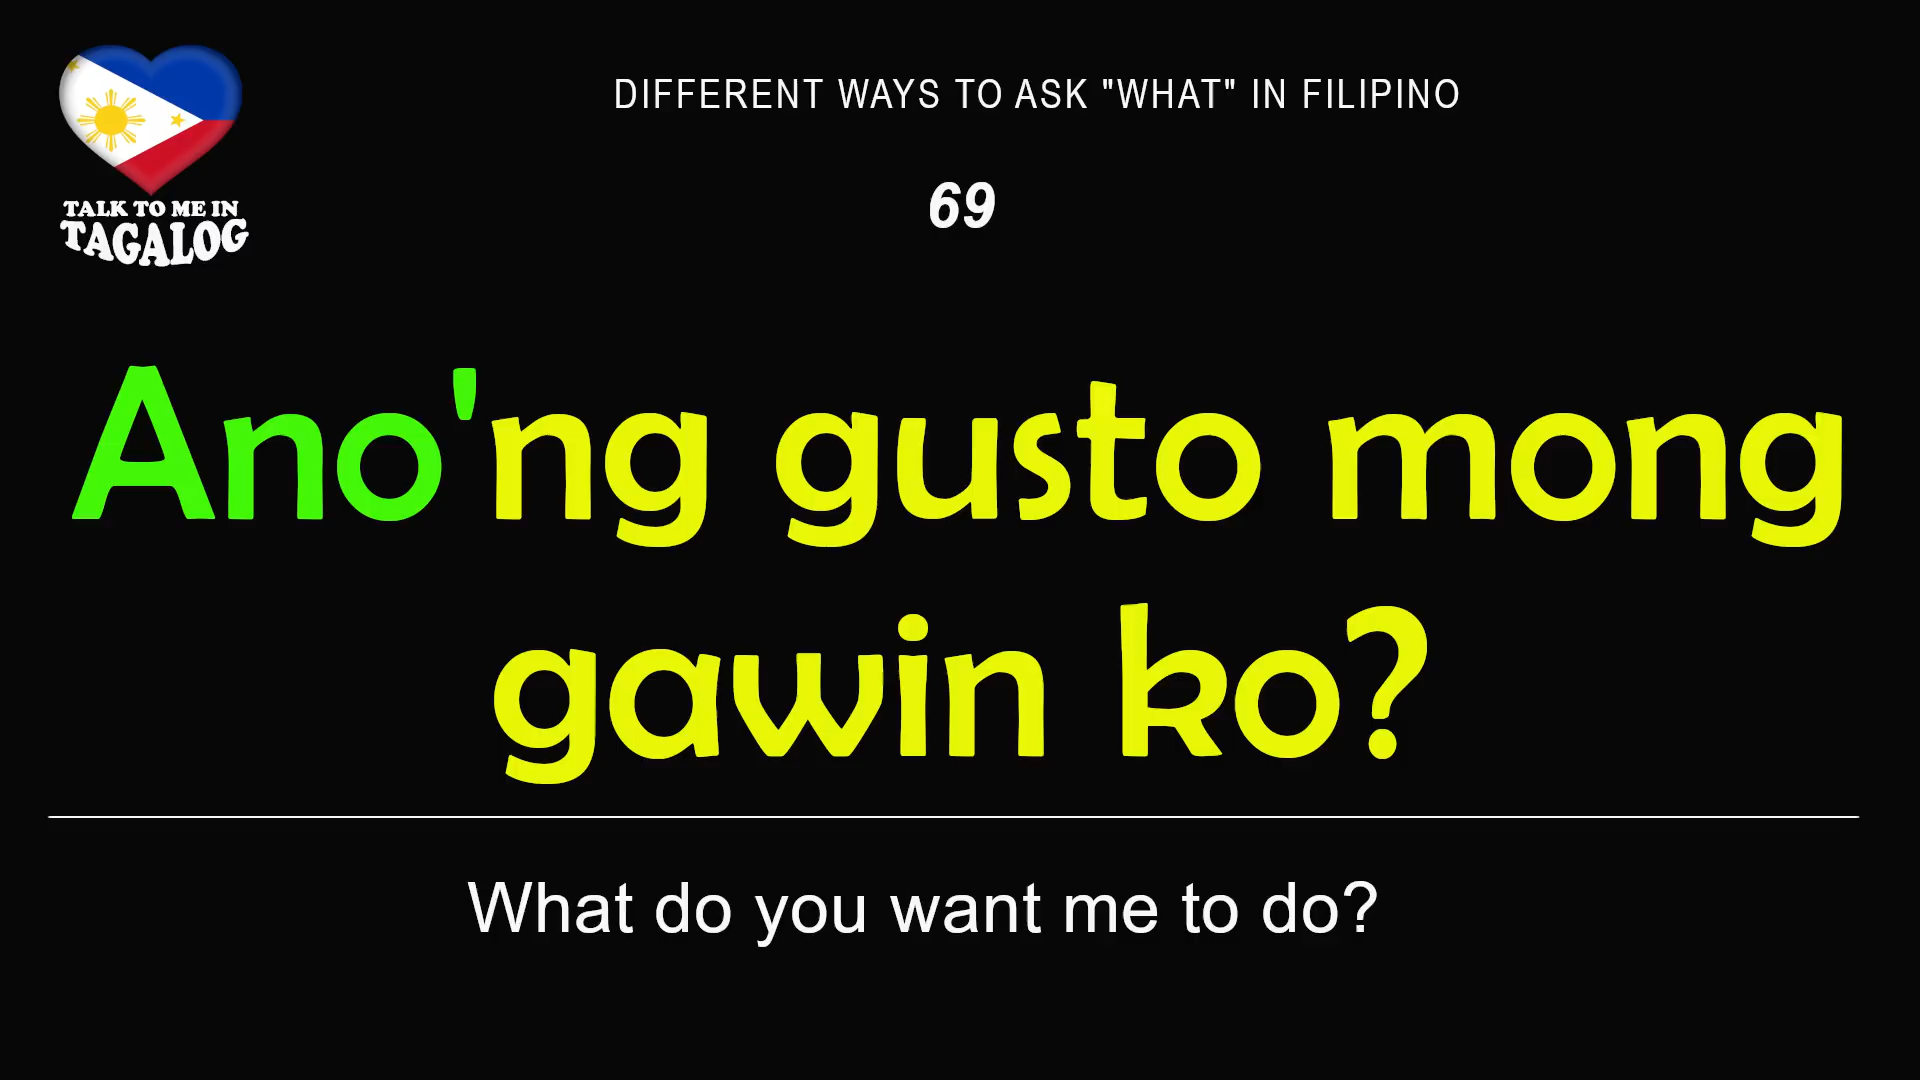 DIFFERENT WAYS TO ASK "WHAT" IN FILIPINO
TALK TO ME IN
TAGALOG
69
Ano'ng gusto mong
gawin ko?
What do you want me to do?